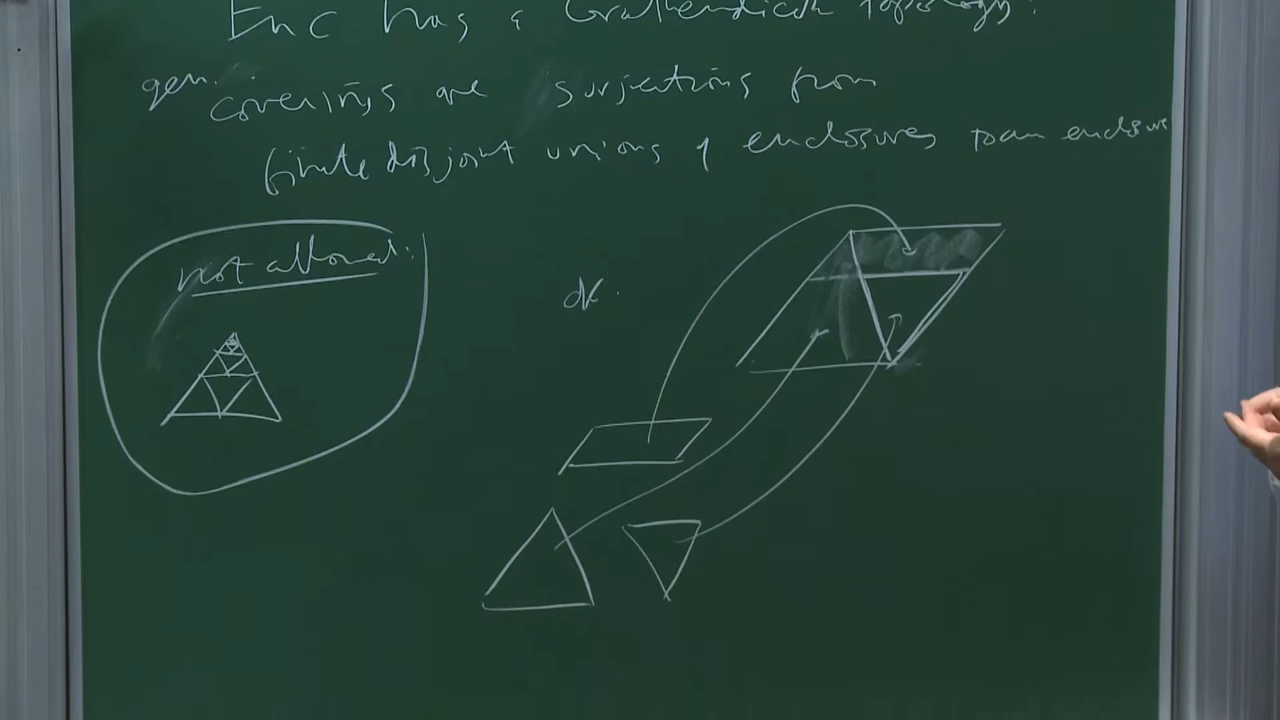 Enc has a Grothendieck topology:
gen. coverings are surjections from
finite disjoint unions of enclosures to an enclosure
not allowed:
ok.